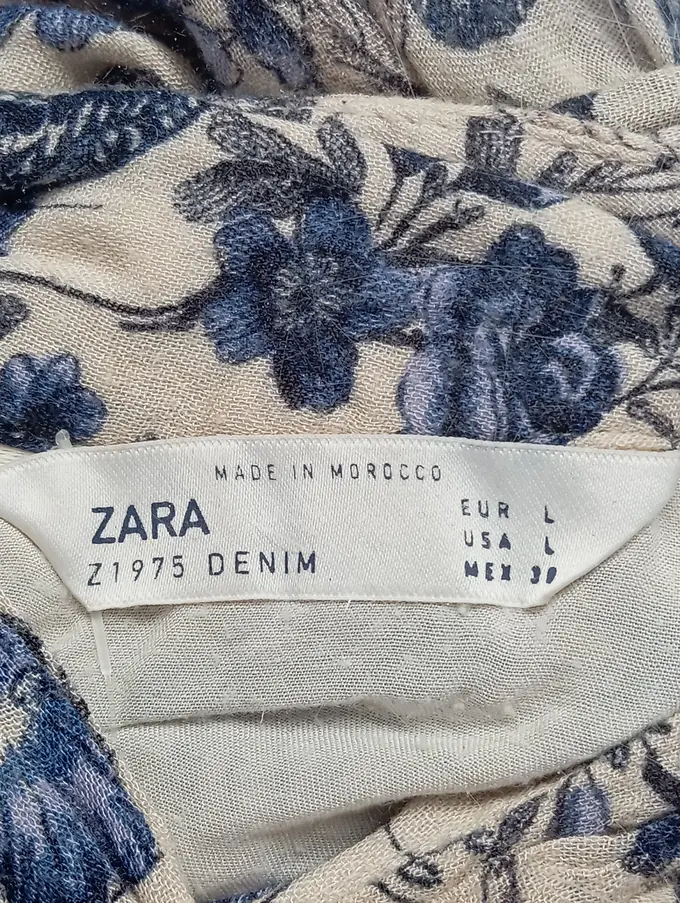 MADE IN MOROCCO
ZARA
Z1975 DENIM
EUR L
USA L
MEX 30